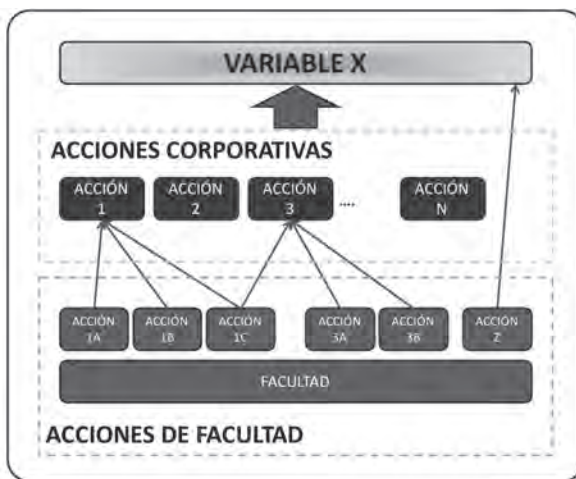 VARIABLE X
ACCIONES CORPORATIVAS
ACCIÓN
1
ACCIÓN
2
ACCIÓN
3
....
ACCIÓN
N
ACCIÓN
1A
ACCIÓN
1B
ACCIÓN
1C
ACCIÓN
3A
ACCIÓN
3B
ACCIÓN
Z
FACULTAD
ACCIONES DE FACULTAD